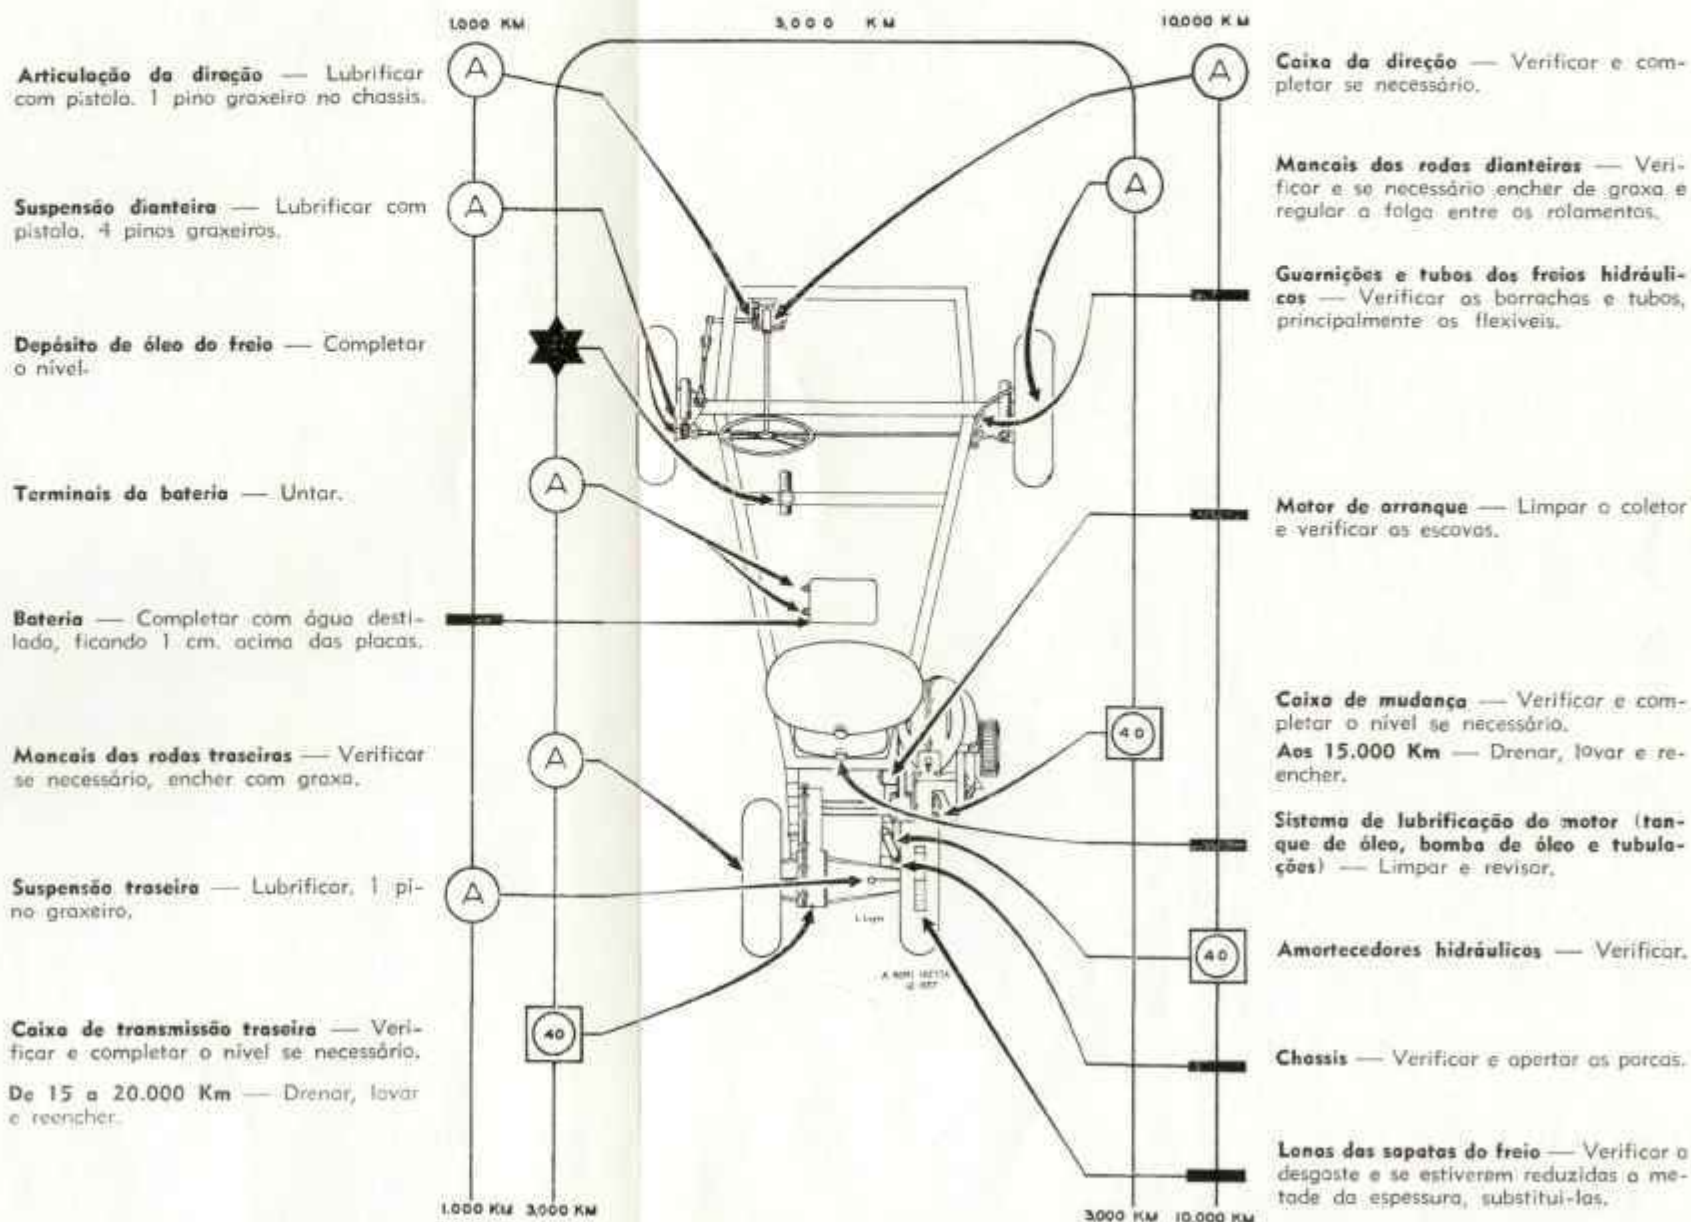 1.000 KM
3,000 KM
10,000 KM
Articulação da direção — Lubrificar
com pistola. 1 pino graxeiro no chassis.
A
Suspensão dianteira — Lubrificar com
pistola. 4 pinos graxeiros.
A
Depósito de óleo do freio — Completar
o nível.
Terminais da bateria — Untar.
A
Bateria — Completar com água desti-
lada, ficando 1 cm. acima das placas.
Mancais das rodas traseiras — Verificar
se necessário, encher com graxa.
A
Suspensão traseira — Lubrificar. 1 pi-
no graxeiro.
A
Caixa de transmissão traseira — Veri-
ficar e completar o nível se necessário.
De 15 a 20.000 Km — Drenar, lavar
e reencher.
40
1.000 KM
3,000 KM
A
Caixa da direção — Verificar e com-
pletar se necessário.
A
Mancais das rodas dianteiras — Veri-
ficar e se necessário encher de graxa e
regular a folga entre os rolamentos.
Guarnições e tubos dos freios hidráuli-
cos — Verificar as borrachas e tubos,
principalmente os flexíveis.
Motor de arranque — Limpar o coletor
e verificar as escovas.
40
Caixa de mudança — Verificar e com-
pletar o nível se necessário.
Aos 15.000 Km — Drenar, lavar e re-
encher.
Sistema de lubrificação do motor (tan-
que de óleo, bomba de óleo e tubula-
ções) — Limpar e revisar.
40
Amortecedores hidráulicos — Verificar.
Chassis — Verificar e apertar as porcas.
Lonas das sapatas do freio — Verificar o
desgaste e se estiverem reduzidas a me-
tade da espessura, substituí-las.
3,000 KM
10,000 KM